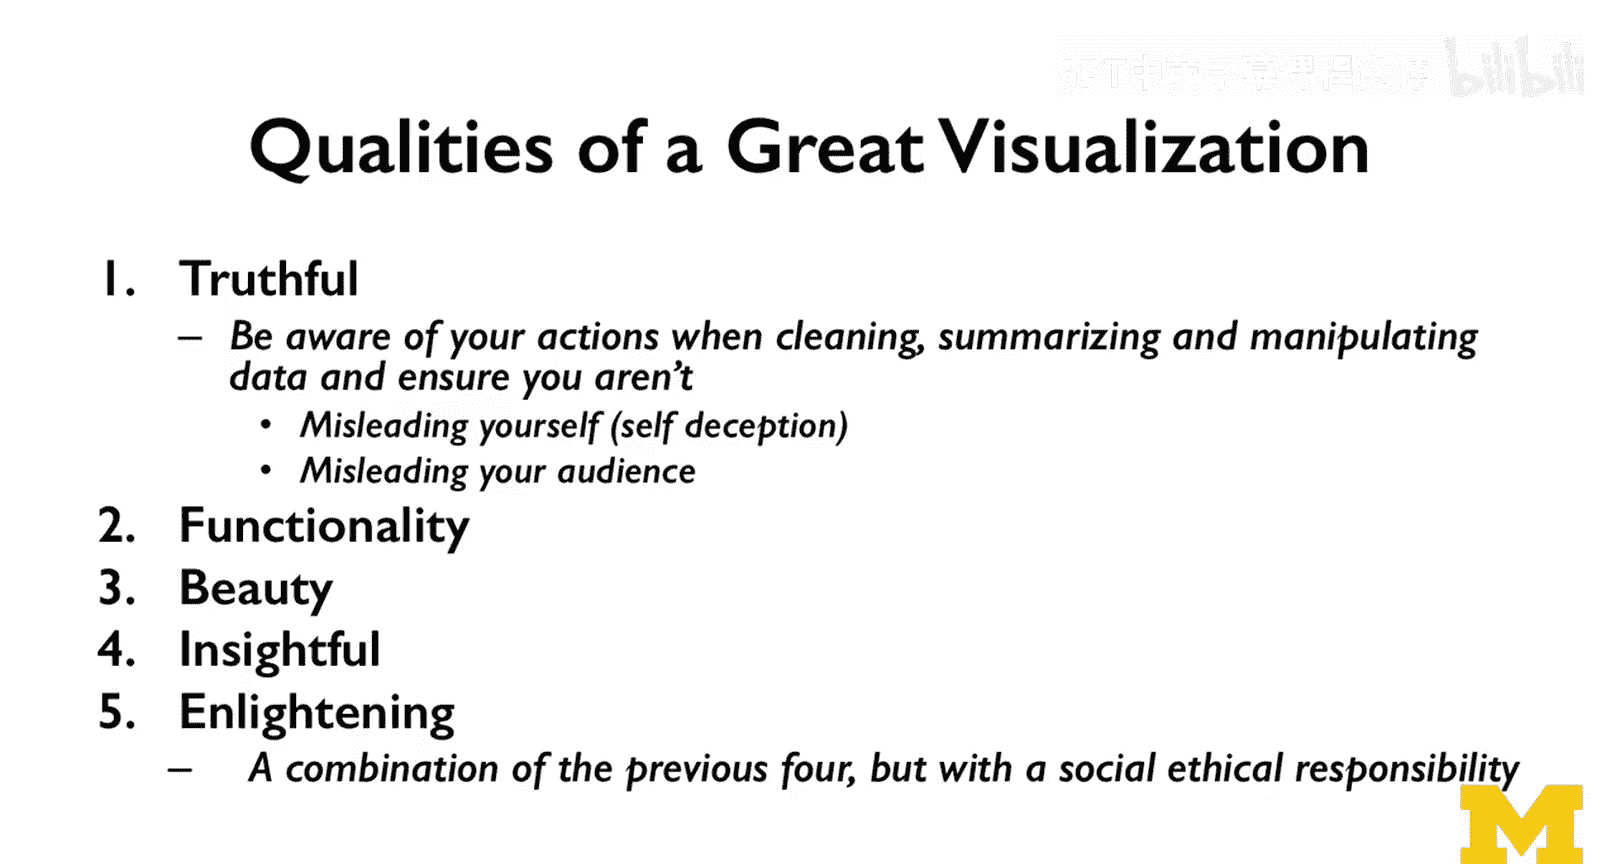 bilibili
Qualities of a Great Visualization
1. Truthful
– Be aware of your actions when cleaning, summarizing and manipulating
data and ensure you aren’t
• Misleading yourself (self deception)
• Misleading your audience
2. Functionality
3. Beauty
4. Insightful
5. Enlightening
– A combination of the previous four, but with a social ethical responsibility
M